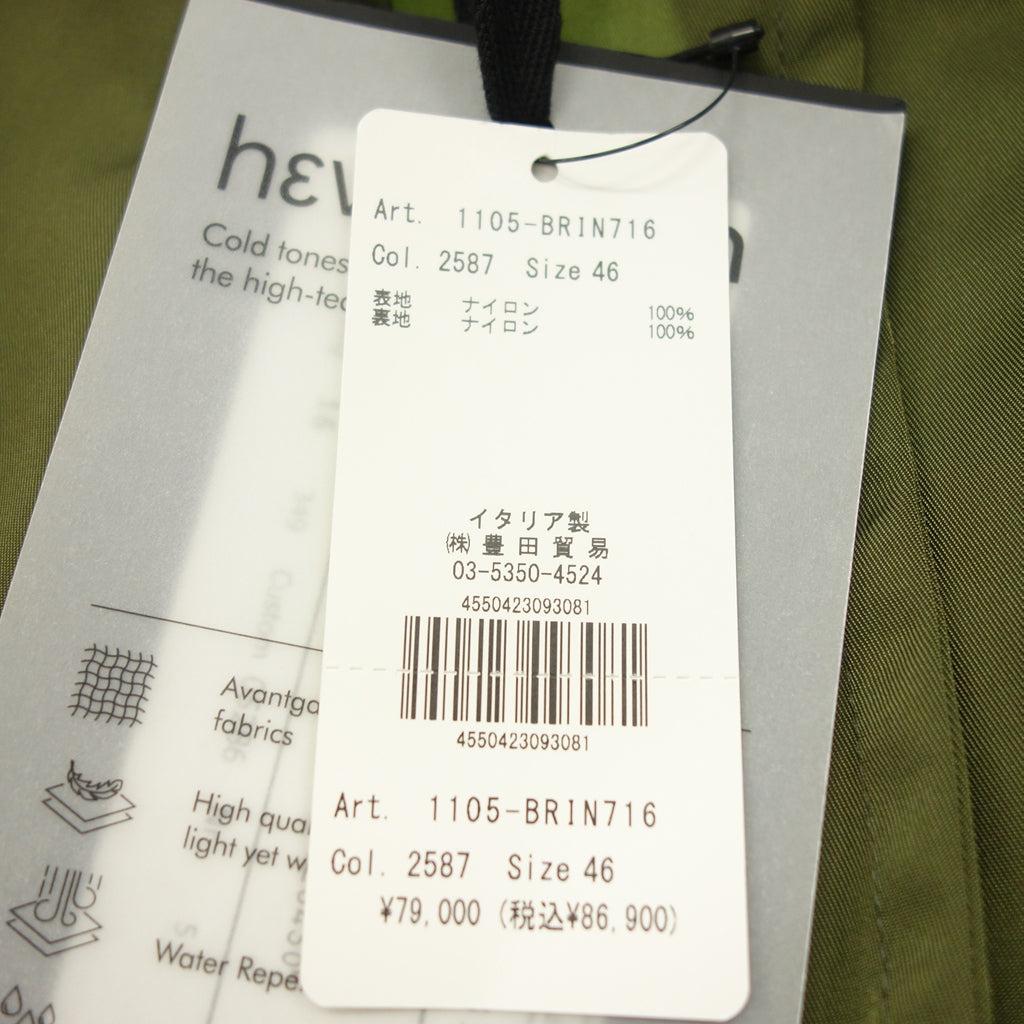 hεv
Cold tones
the high-tec
Art. 1105-BRIN716
Col. 2587 Size 46
表地 ナイロン 100%
裏地 ナイロン 100%
イタリア製
㈱ 豊田貿易
03-5350-4524
4550423093081
4550423093081
Avantga
fabrics
High qual
light yet w
Water Repe
Art. 1105-BRIN716
Col. 2587 Size 46
¥79,000 (税込¥86,900)